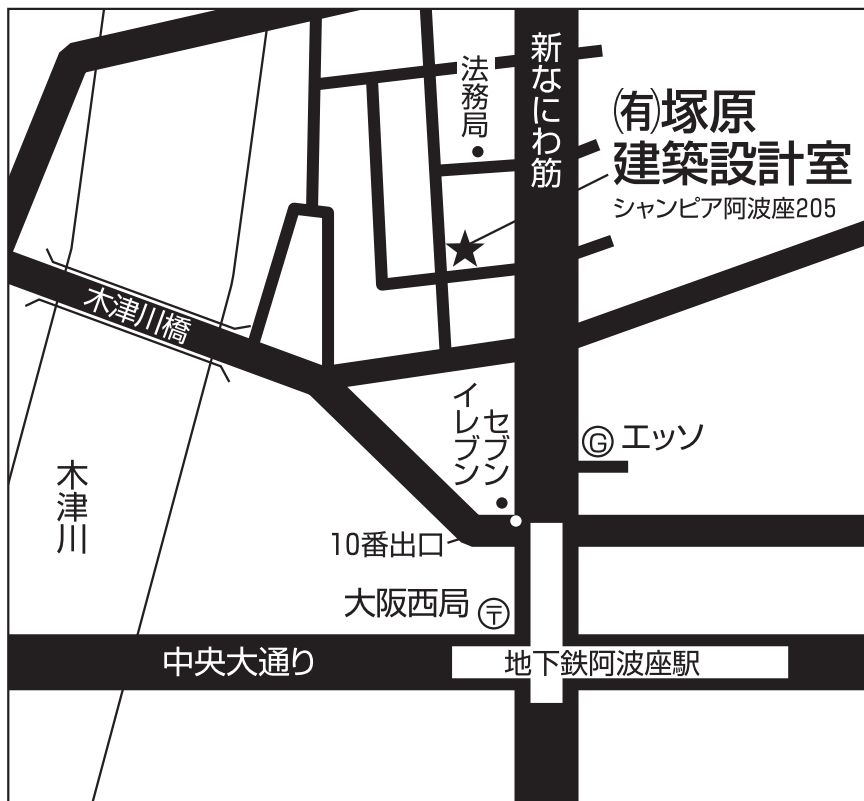 新なにわ筋
法務局
㈲塚原
建築設計室
シャンピア阿波座205
木津川橋
セブン
イレブン
Ⓖ エッソ
木津川
10番出口
大阪西局 〒
中央大通り
地下鉄阿波座駅